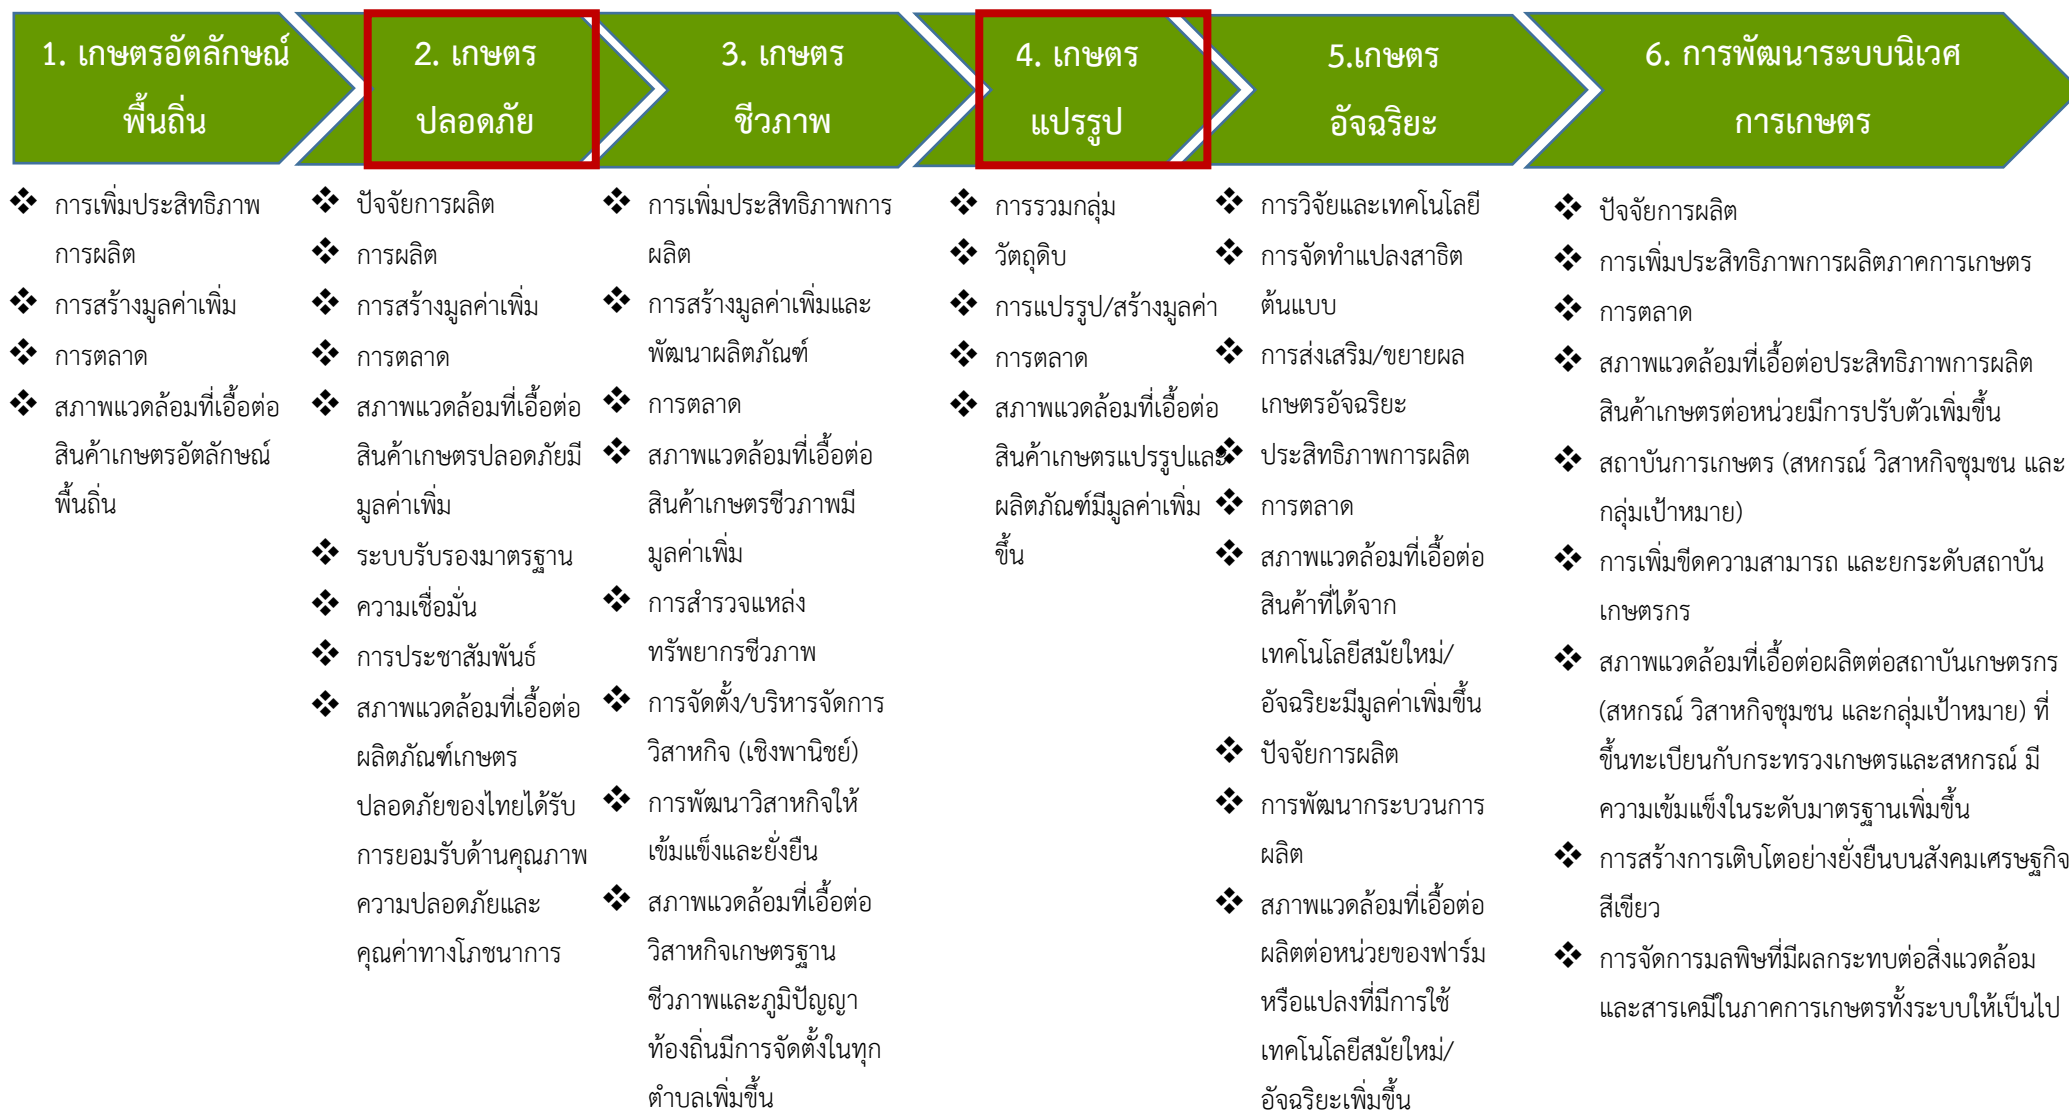 1. เกษตรอัตลักษณ์
พื้นถิ่น
2. เกษตร
ปลอดภัย
3. เกษตร
ชีวภาพ
4. เกษตร
แปรรูป
5.เกษตร
อัจฉริยะ
6. การพัฒนาระบบนิเวศ
การเกษตร
❖ การเพิ่มประสิทธิภาพ
การผลิต
❖ การสร้างมูลค่าเพิ่ม
❖ การตลาด
❖ สภาพแวดล้อมที่เอื้อต่อ
สินค้าเกษตรอัตลักษณ์
พื้นถิ่น
❖ ปัจจัยการผลิต
❖ การผลิต
❖ การสร้างมูลค่าเพิ่ม
❖ การตลาด
❖ สภาพแวดล้อมที่เอื้อต่อ
สินค้าเกษตรปลอดภัยมี
มูลค่าเพิ่ม
❖ ระบบรับรองมาตรฐาน
❖ ความเชื่อมั่น
❖ การประชาสัมพันธ์
❖ สภาพแวดล้อมที่เอื้อต่อ
ผลิตภัณฑ์เกษตร
ปลอดภัยของไทยได้รับ
การยอมรับด้านคุณภาพ
ความปลอดภัยและ
คุณค่าทางโภชนาการ
❖ การเพิ่มประสิทธิภาพการ
ผลิต
❖ การสร้างมูลค่าเพิ่มและ
พัฒนาผลิตภัณฑ์
❖ การตลาด
❖ สภาพแวดล้อมที่เอื้อต่อ
สินค้าเกษตรชีวภาพมี
มูลค่าเพิ่ม
❖ การสำรวจแหล่ง
ทรัพยากรชีวภาพ
❖ การจัดตั้ง/บริหารจัดการ
วิสาหกิจ (เชิงพานิชย์)
❖ การพัฒนาวิสาหกิจให้
เข้มแข็งและยั่งยืน
❖ สภาพแวดล้อมที่เอื้อต่อ
วิสาหกิจเกษตรฐาน
ชีวภาพและภูมิปัญญา
ท้องถิ่นมีการจัดตั้งในทุก
ตำบลเพิ่มขึ้น
❖ การรวมกลุ่ม
❖ วัตถุดิบ
❖ การแปรรูป/สร้างมูลค่า
❖ การตลาด
❖ สภาพแวดล้อมที่เอื้อต่อ
สินค้าเกษตรแปรรูปและ
ผลิตภัณฑ์มีมูลค่าเพิ่ม
ขึ้น
❖ การวิจัยและเทคโนโลยี
❖ การจัดทำแปลงสาธิต
ต้นแบบ
❖ การส่งเสริม/ขยายผล
เกษตรอัจฉริยะ
❖ ประสิทธิภาพการผลิต
❖ การตลาด
❖ สภาพแวดล้อมที่เอื้อต่อ
สินค้าที่ได้จาก
เทคโนโลยีสมัยใหม่/
อัจฉริยะมีมูลค่าเพิ่มขึ้น
❖ ปัจจัยการผลิต
❖ การพัฒนากระบวนการ
ผลิต
❖ สภาพแวดล้อมที่เอื้อต่อ
ผลิตต่อหน่วยของฟาร์ม
หรือแปลงที่มีการใช้
เทคโนโลยีสมัยใหม่/
อัจฉริยะเพิ่มขึ้น
❖ ปัจจัยการผลิต
❖ การเพิ่มประสิทธิภาพการผลิตภาคการเกษตร
❖ การตลาด
❖ สภาพแวดล้อมที่เอื้อต่อประสิทธิภาพการผลิต
สินค้าเกษตรต่อหน่วยมีการปรับตัวเพิ่มขึ้น
❖ สถาบันการเกษตร (สหกรณ์ วิสาหกิจชุมชน และ
กลุ่มเป้าหมาย)
❖ การเพิ่มขีดความสามารถ และยกระดับสถาบัน
เกษตรกร
❖ สภาพแวดล้อมที่เอื้อต่อผลิตต่อสถาบันเกษตรกร
(สหกรณ์ วิสาหกิจชุมชน และกลุ่มเป้าหมาย) ที่
ขึ้นทะเบียนกับกระทรวงเกษตรและสหกรณ์ มี
ความเข้มแข็งในระดับมาตรฐานเพิ่มขึ้น
❖ การสร้างการเติบโตอย่างยั่งยืนบนสังคมเศรษฐกิจ
สีเขียว
❖ การจัดการมลพิษที่มีผลกระทบต่อสิ่งแวดล้อม
และสารเคมีในภาคการเกษตรทั้งระบบให้เป็นไป